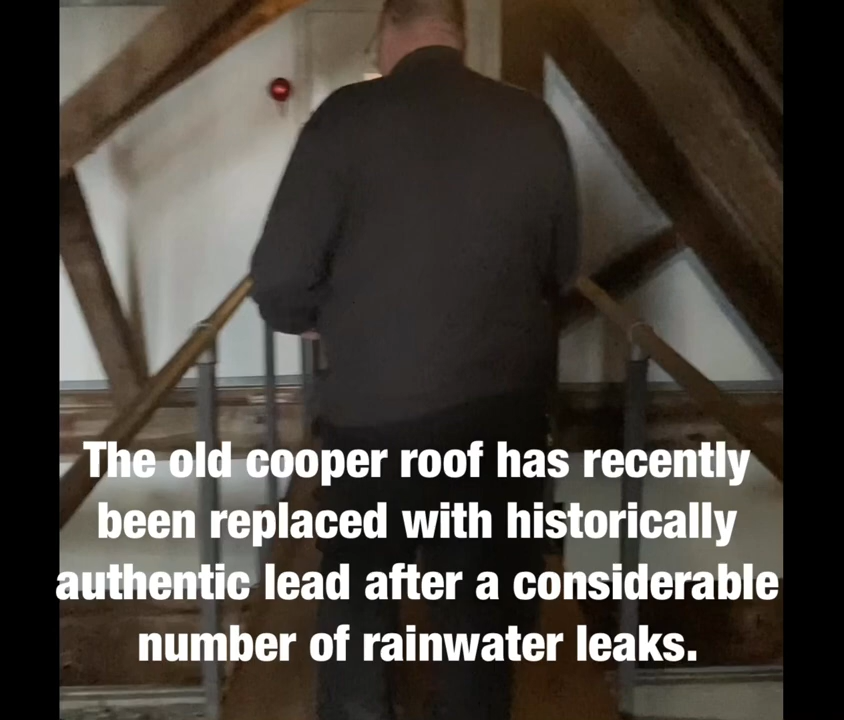 The old cooper roof has recently
been replaced with historically
authentic lead after a considerable
number of rainwater leaks.